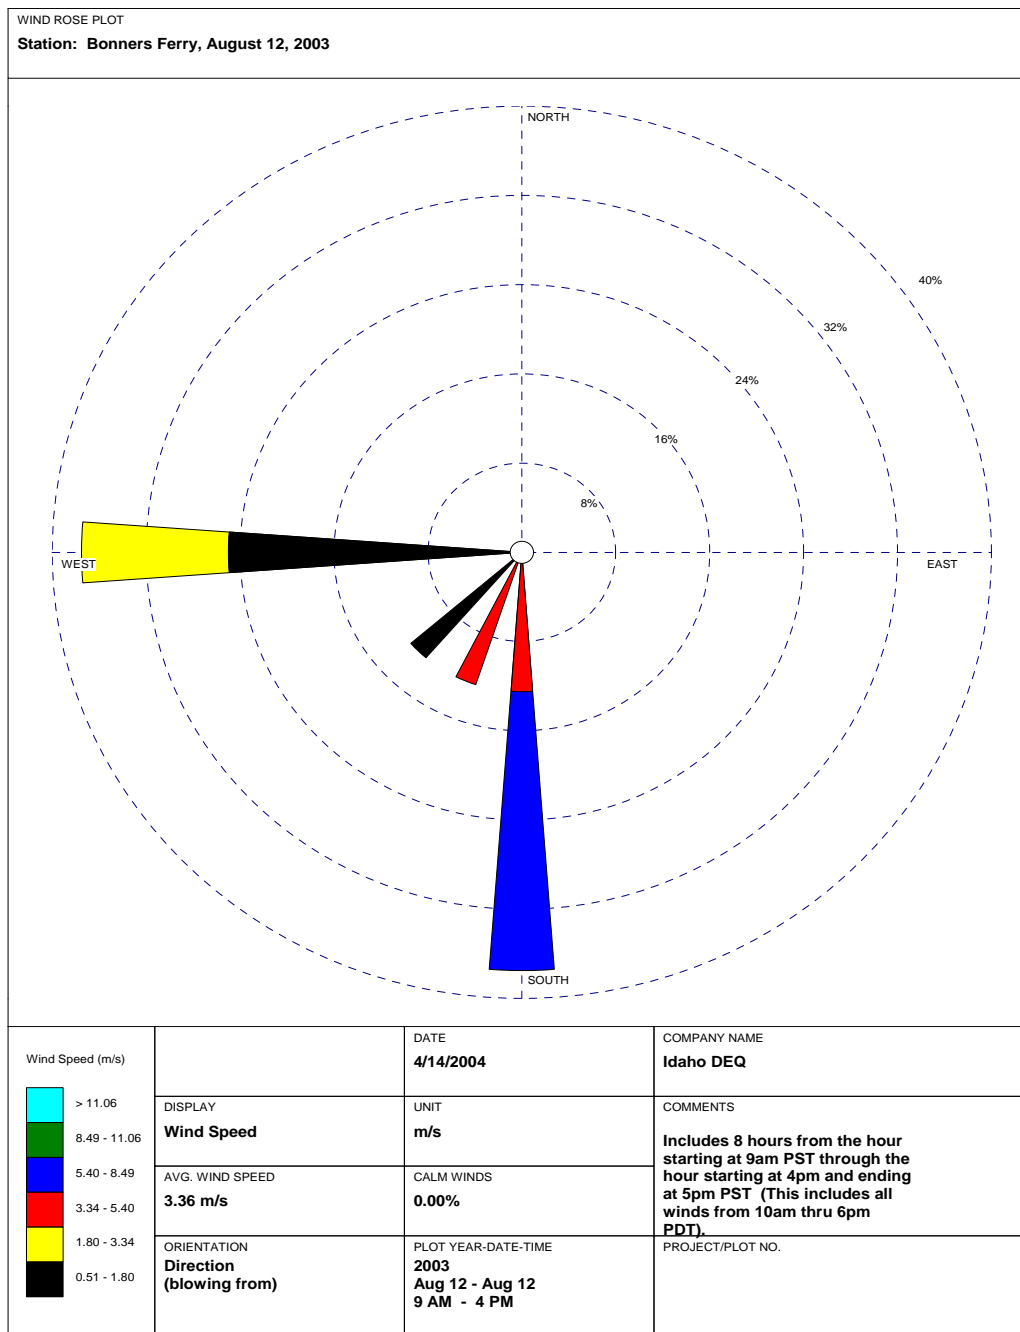 WIND ROSE PLOT
Station: Bonners Ferry, August 12, 2003
NORTH
40%
32%
24%
16%
8%
WEST
EAST
SOUTH
Wind Speed (m/s)
> 11.06
8.49 - 11.06
5.40 - 8.49
3.34 - 5.40
1.80 - 3.34
0.51 - 1.80
DATE
4/14/2004
COMPANY NAME
Idaho DEQ
DISPLAY
Wind Speed
UNIT
m/s
COMMENTS
Includes 8 hours from the hour
starting at 9am PST through the
hour starting at 4pm and ending
at 5pm PST (This includes all
winds from 10am thru 6pm
PDT).
AVG. WIND SPEED
3.36 m/s
CALM WINDS
0.00%
ORIENTATION
Direction
(blowing from)
PLOT YEAR-DATE-TIME
2003
Aug 12 - Aug 12
9 AM - 4 PM
PROJECT/PLOT NO.